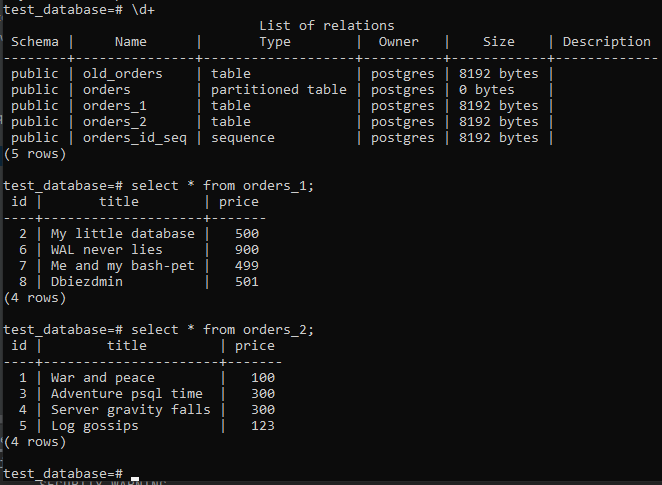 test_database=# \d+
List of relations
Schema | Name | Type | Owner | Size | Description
--------+---------------+-------------------+----------+------------+-------------
public | old_orders | table | postgres | 8192 bytes |
public | orders | partitioned table | postgres | 0 bytes |
public | orders_1 | table | postgres | 8192 bytes |
public | orders_2 | table | postgres | 8192 bytes |
public | orders_id_seq | sequence | postgres | 8192 bytes |
(5 rows)
test_database=# select * from orders_1;
id | title | price
----+--------------------+-------
2 | My little database | 500
6 | WAL never lies | 900
7 | Me and my bash-pet | 499
8 | Dbiezdmin | 501
(4 rows)
test_database=# select * from orders_2;
id | title | price
----+----------------------+-------
1 | War and peace | 100
3 | Adventure psql time | 300
4 | Server gravity falls | 300
5 | Log gossips | 123
(4 rows)
test_database=#
SECURITY WARNING